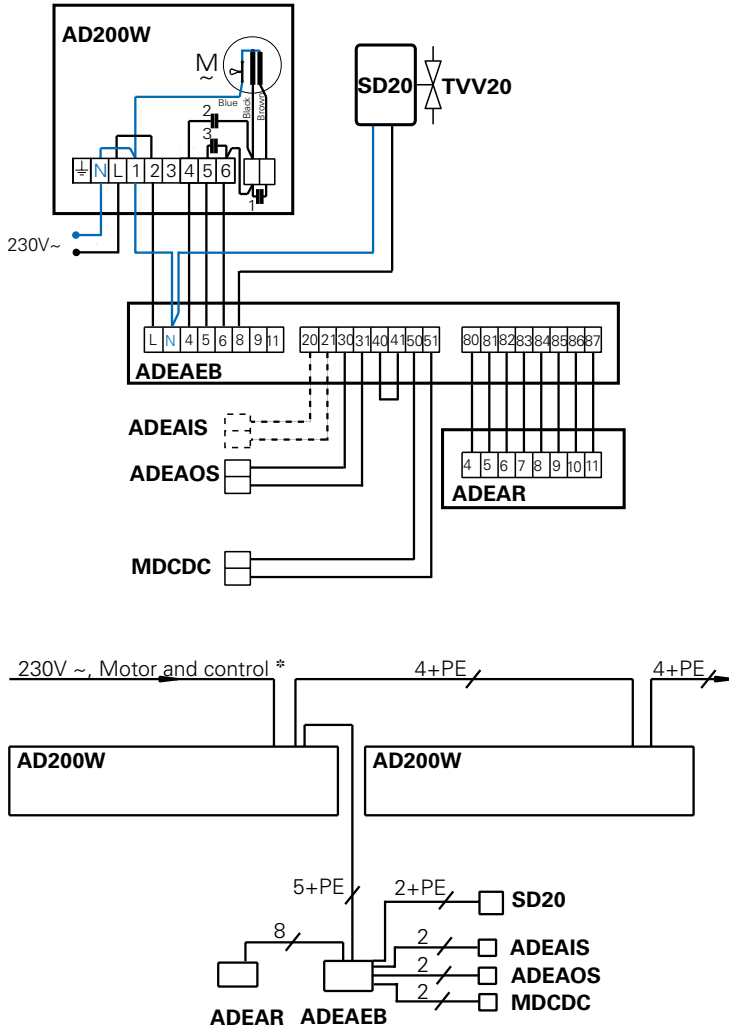 AD200W
M
~
Blue
Black
Brown
2
3
1
N L 1 2 3 4 5 6
230V~
SD20 TVV20
L N 4 5 6 8 9 11
20 21 30 31 40 41 50 51
80 81 82 83 84 85 86 87
ADEAEB
ADEAIS
ADEAOS
4 5 6 7 8 9 10 11
ADEAR
MDCDC
230V ~, Motor and control *
4+PE
4+PE
AD200W
AD200W
5+PE
2+PE
SD20
8
2
ADEAIS
2
ADEAOS
2
MDCDC
ADEAR ADEAEB